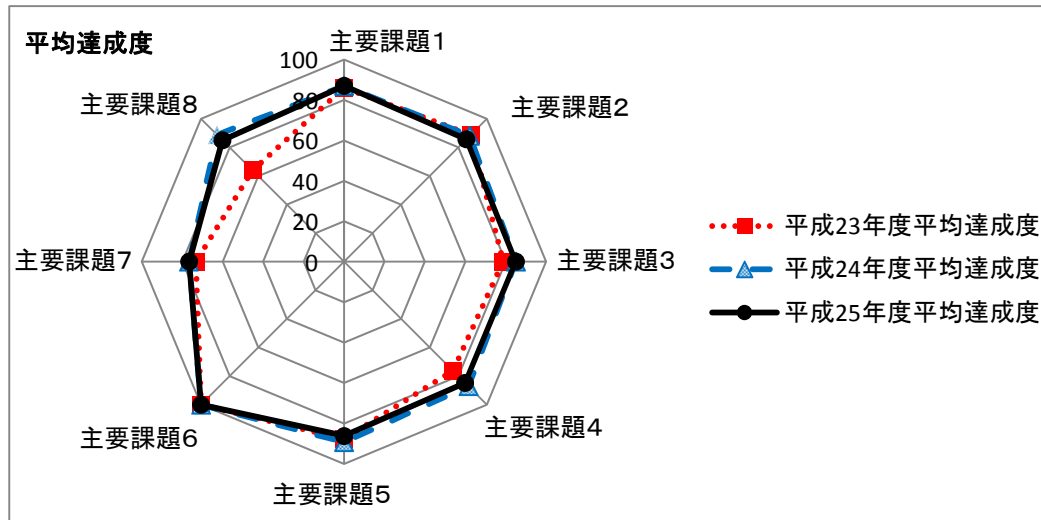 平均達成度
主要課題1
主要課題2
主要課題3
主要課題4
主要課題5
主要課題6
主要課題7
主要課題8
100
80
60
40
20
0
平成23年度平均達成度
平成24年度平均達成度
平成25年度平均達成度